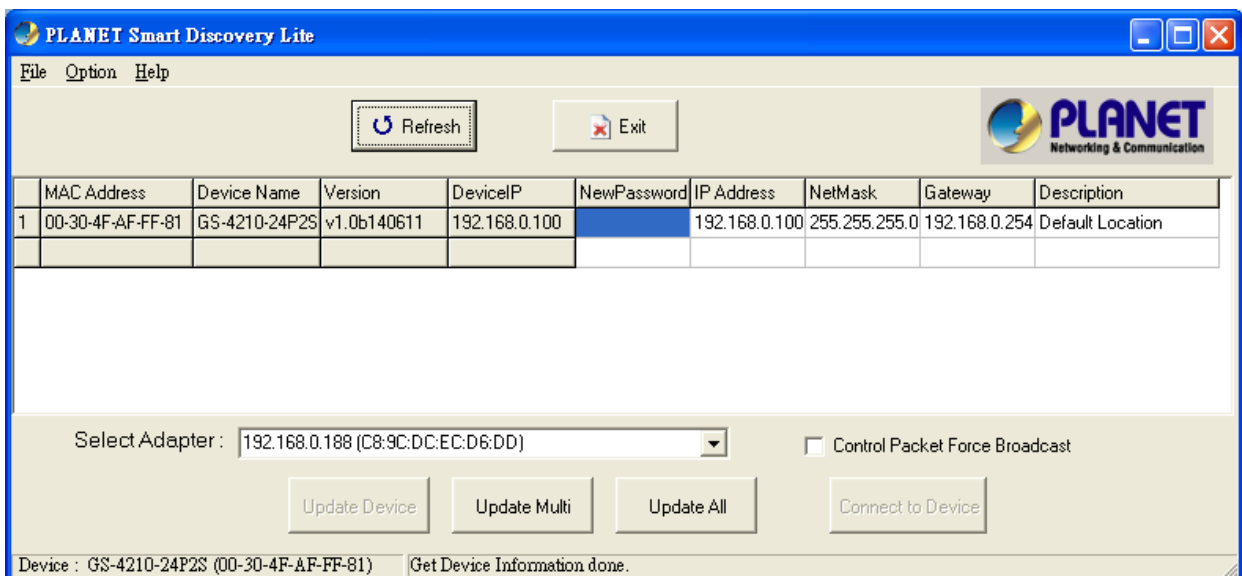 PLANET Smart Discovery Lite
File Option Help
Refresh Exit
PLANET
Networking & Communication
MAC Address Device Name Version DeviceIP NewPassword IP Address NetMask Gateway Description
1 00-30-4F-AF-FF-81 GS-4210-24P2S v1.0b140611 192.168.0.100 192.168.0.100 255.255.255.0 192.168.0.254 Default Location
Select Adapter : 192.168.0.188 (C8:9C:DC:EC:D6:DD) Control Packet Force Broadcast
Update Device Update Multi Update All Connect to Device
Device : GS-4210-24P2S (00-30-4F-AF-FF-81) Get Device Information done.